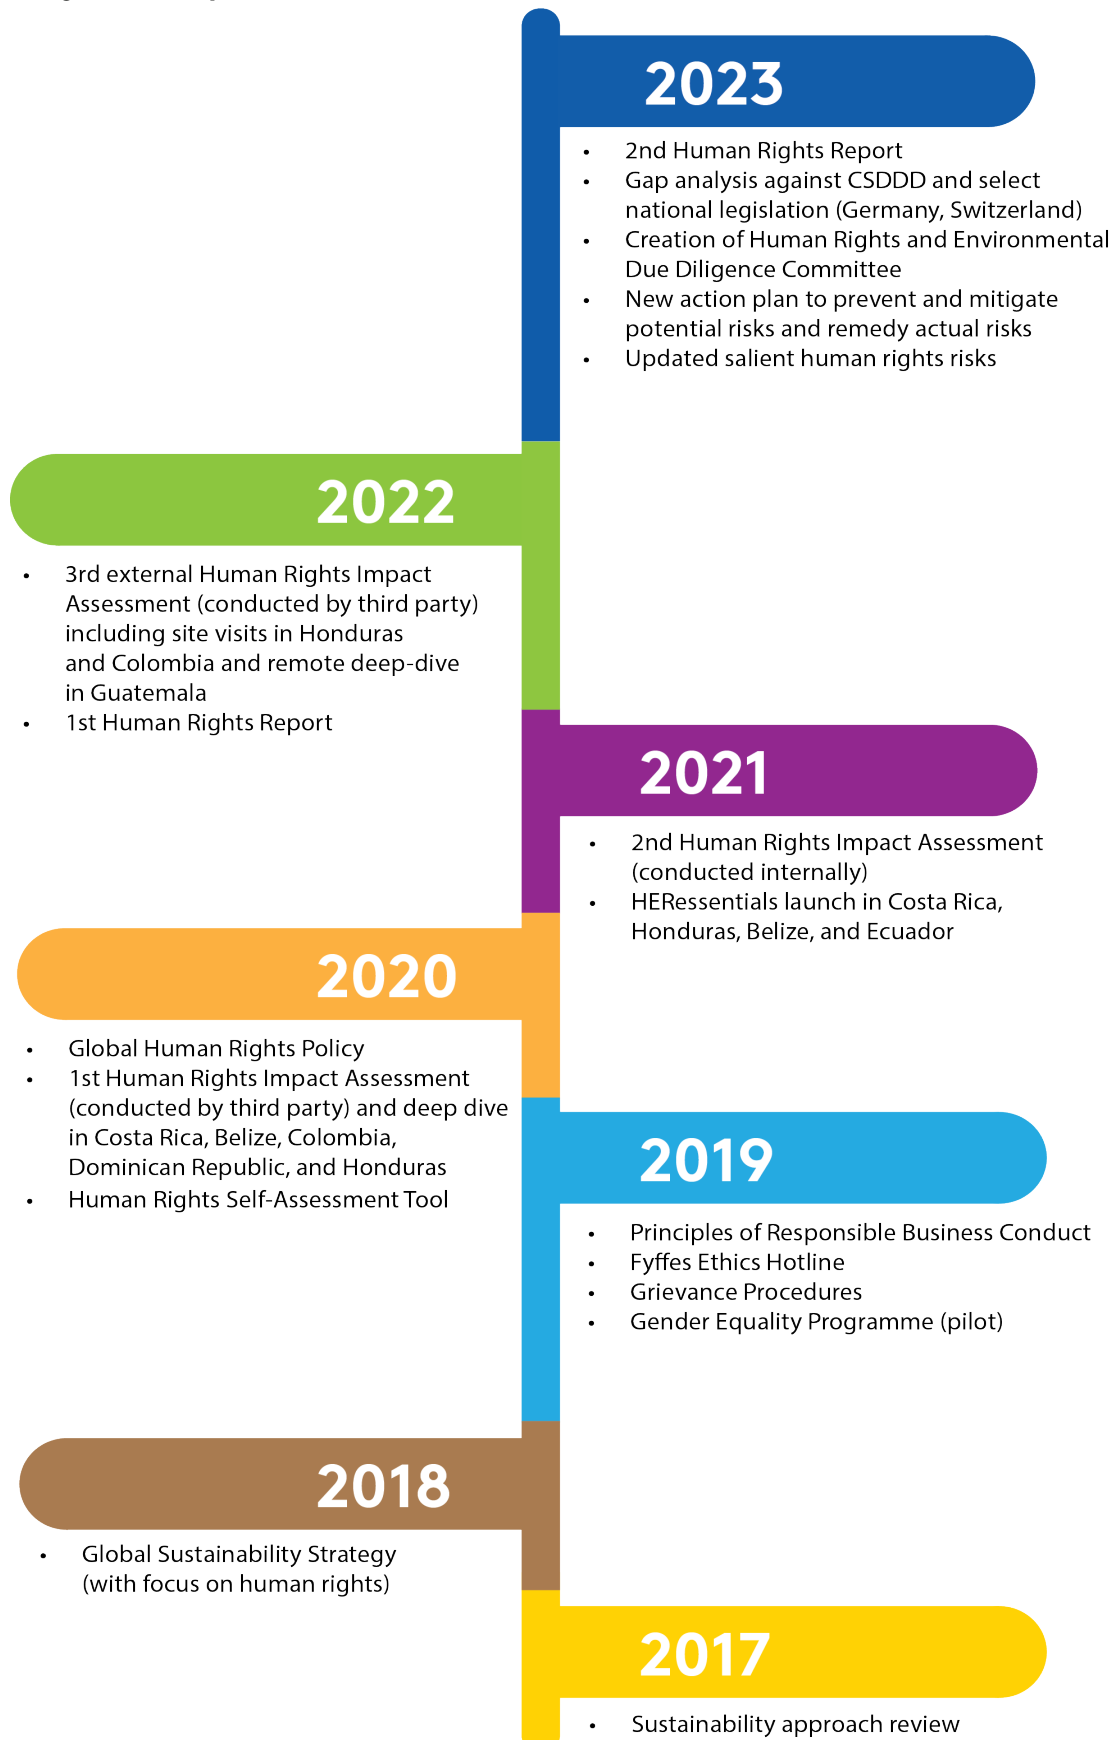 2023
• 2nd Human Rights Report
• Gap analysis against CSDDD and select
national legislation (Germany, Switzerland)
• Creation of Human Rights and Environmental
Due Diligence Committee
• New action plan to prevent and mitigate
potential risks and remedy actual risks
• Updated salient human rights risks
2022
• 3rd external Human Rights Impact
Assessment (conducted by third party)
including site visits in Honduras
and Colombia and remote deep-dive
in Guatemala
• 1st Human Rights Report
2021
• 2nd Human Rights Impact Assessment
(conducted internally)
• HERessentials launch in Costa Rica,
Honduras, Belize, and Ecuador
2020
• Global Human Rights Policy
• 1st Human Rights Impact Assessment
(conducted by third party) and deep dive
in Costa Rica, Belize, Colombia,
Dominican Republic, and Honduras
• Human Rights Self-Assessment Tool
2019
• Principles of Responsible Business Conduct
• Fyffes Ethics Hotline
• Grievance Procedures
• Gender Equality Programme (pilot)
2018
• Global Sustainability Strategy
(with focus on human rights)
2017
• Sustainability approach review